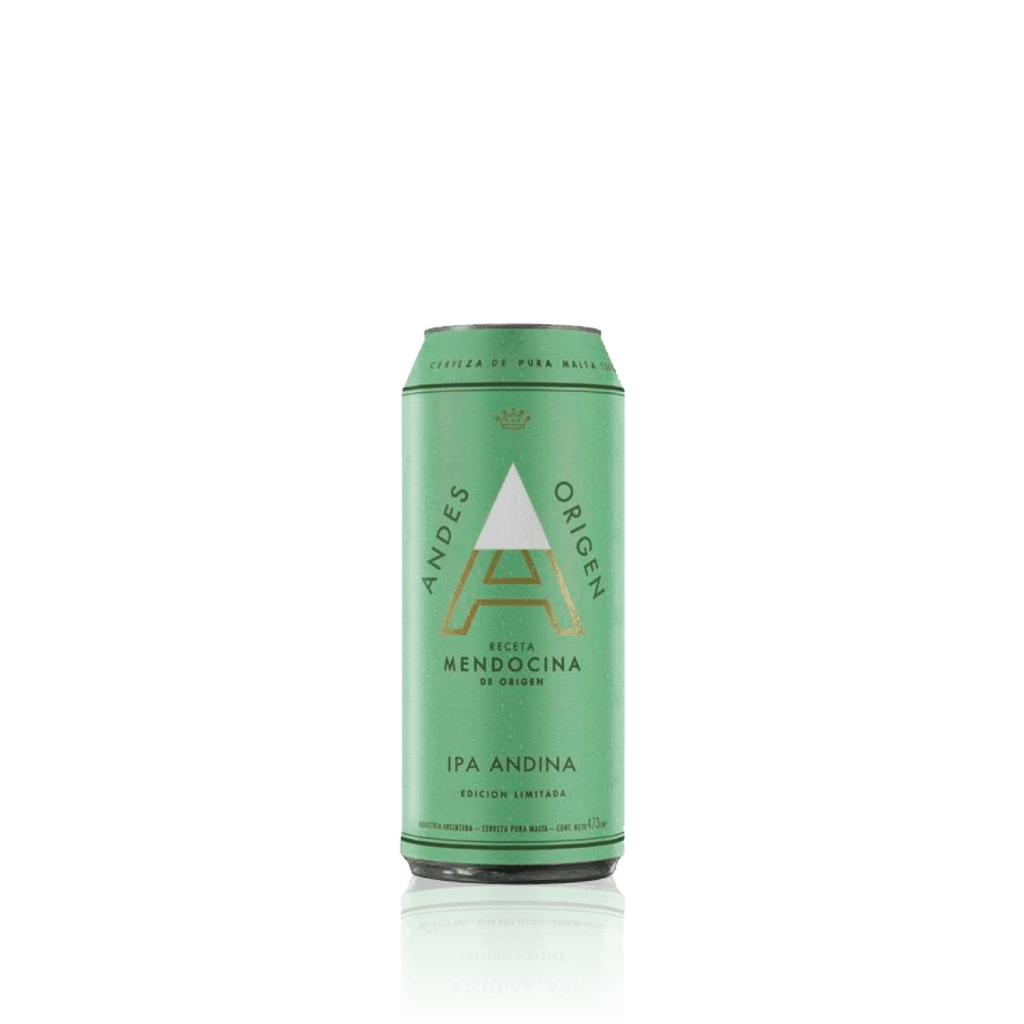 CERVEZA DE PURA MALTA
ANDES ORIGEN
A
RECETA
MENDOCINA
DE ORIGEN
IPA ANDINA
EDICION LIMITADA
INDUSTRIA ARGENTINA – CERVEZA PURA MALTA – CONT. NETO 473cm³